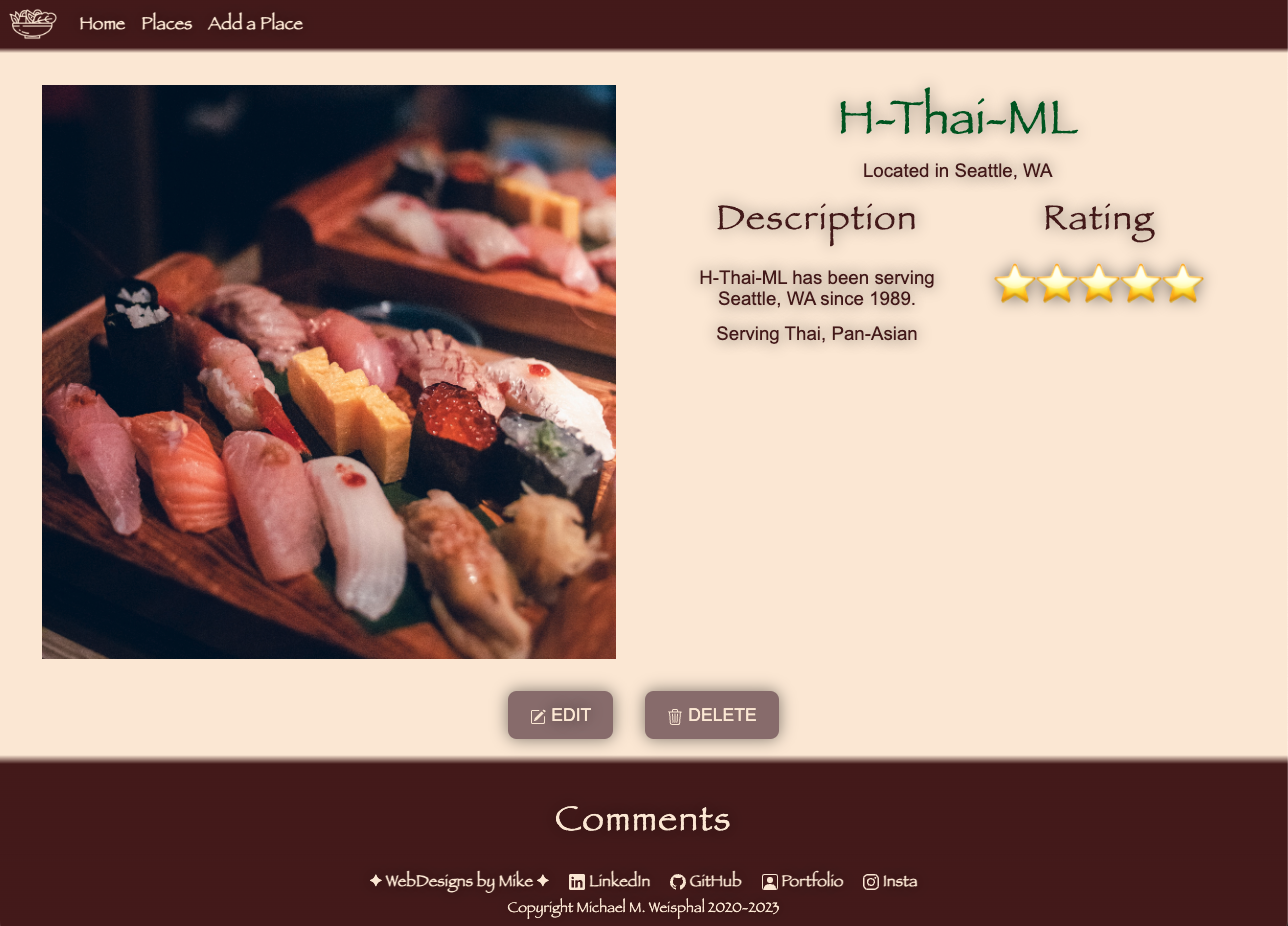 Home Places Add a Place
H-Thai-ML
Located in Seattle, WA
Description
H-Thai-ML has been serving
Seattle, WA since 1989.
Serving Thai, Pan-Asian
Rating
EDIT
DELETE
Comments
✦ WebDesigns by Mike ✦ LinkedIn GitHub Portfolio Insta
Copyright Michael M. Weisphal 2020-2023